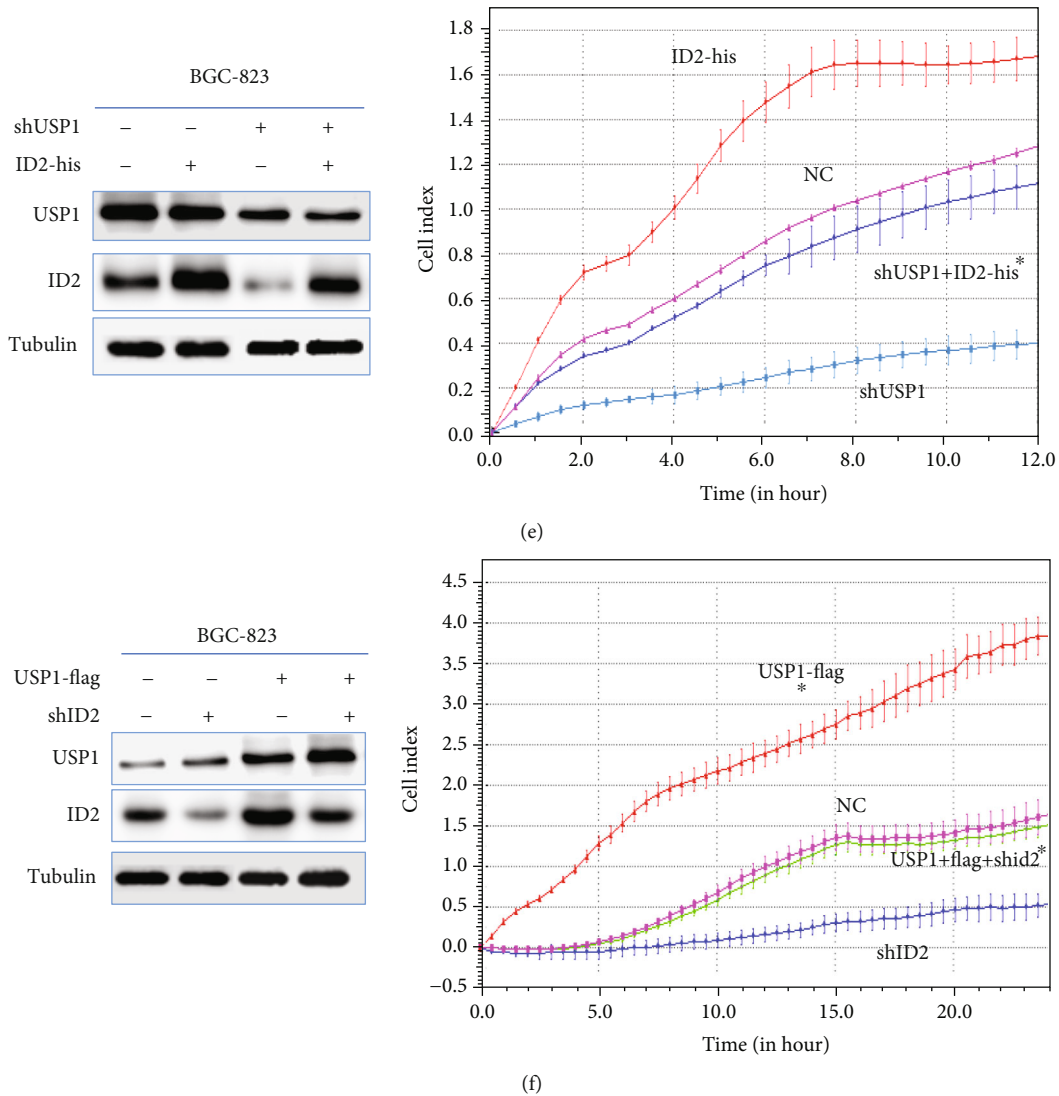 BGC-823
shUSP1 – – + +
ID2-his – + – +
USP1
ID2
Tubulin
1.8
1.6
1.4
1.2
1.0
0.8
0.6
0.4
0.2
0.0
Cell index
ID2-his
NC
shUSP1+ID2-his*
shUSP1
0.0 2.0 4.0 6.0 8.0 10.0 12.0
Time (in hour)
(e)
BGC-823
USP1-flag – – + +
shID2 – + – +
USP1
ID2
Tubulin
4.5
4.0
3.5
3.0
2.5
2.0
1.5
1.0
0.5
0.0
−0.5
Cell index
USP1-flag
*
NC
USP1+flag+shid2*
shID2
0.0 5.0 10.0 15.0 20.0
Time (in hour)
(f)